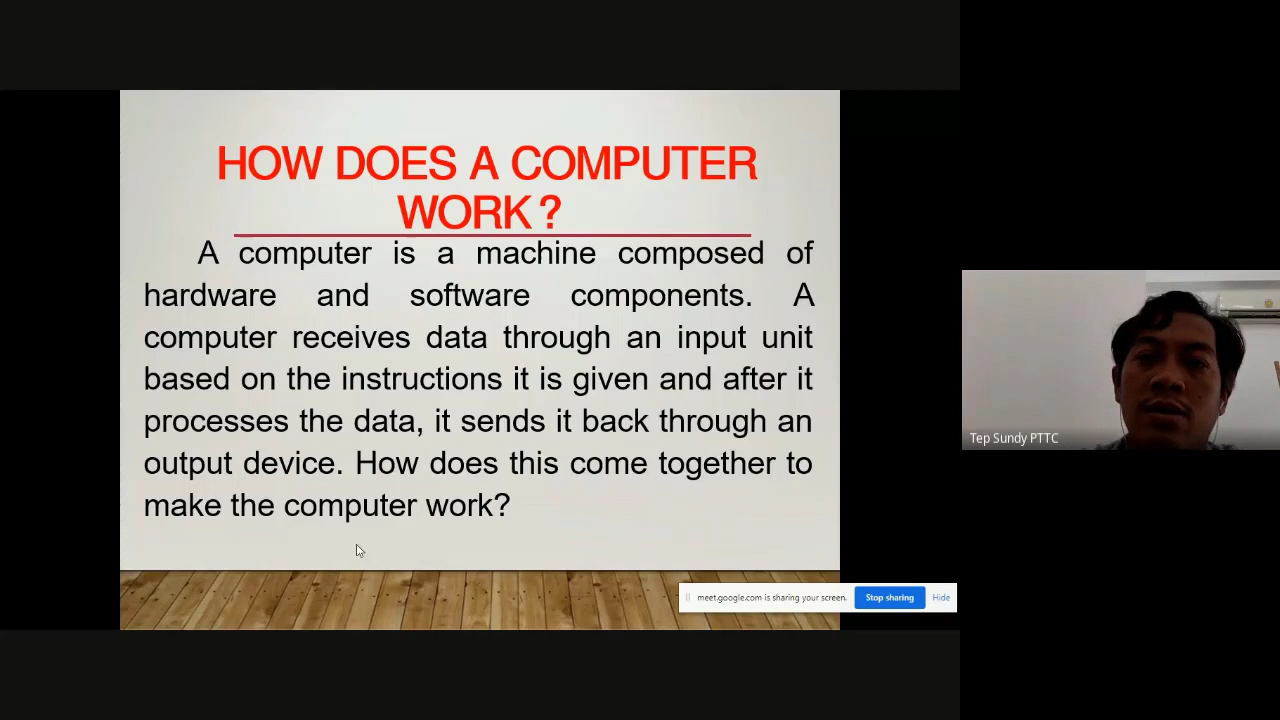 HOW DOES A COMPUTER
WORK?
A computer is a machine composed of
hardware and software components. A
computer receives data through an input unit
based on the instructions it is given and after it
processes the data, it sends it back through an
output device. How does this come together to
make the computer work?
meet.google.com is sharing your screen.
Stop sharing
Hide
Tep Sundy PTTC